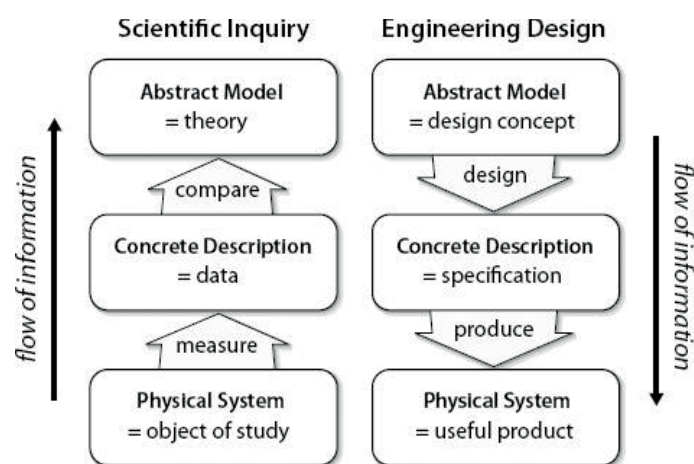 Scientific Inquiry
Abstract Model
= theory
compare
Concrete Description
= data
measure
Physical System
= object of study
flow of information
Engineering Design
Abstract Model
= design concept
design
Concrete Description
= specification
produce
Physical System
= useful product
flow of information